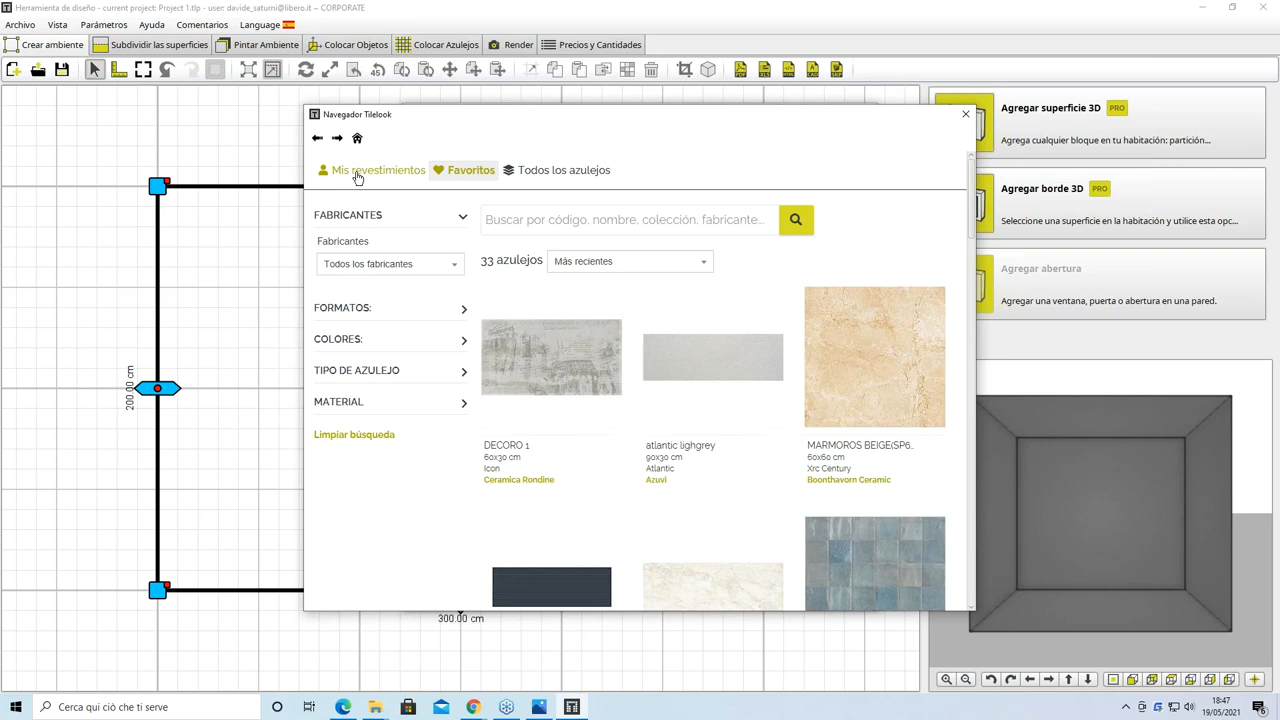 Herramienta de diseño - current project: Project 1.tlp - user: davide_saturni@libero.it – CORPORATE
Archivo Vista Parámetros Ayuda Comentarios Language
Crear ambiente Subdividir las superficies Pintar Ambiente Colocar Objetos Colocar Azulejos Render Precios y Cantidades
Agregar superficie 3D PRO
Agrega cualquier bloque en tu habitación: partición...
Agregar borde 3D PRO
Seleccione una superficie en la habitación y utilice esta opc...
Agregar abertura
Agregar una ventana, puerta o abertura en una pared.
Navegador Tilelook
Mis revestimientos Favoritos Todos los azulejos
FABRICANTES
Buscar por código, nombre, colección, fabricante...
Fabricantes
Todos los fabricantes
33 azulejos Más recientes
FORMATOS:
COLORES:
TIPO DE AZULEJO
MATERIAL
Limpiar búsqueda
DECORO 1
60x30 cm
Icon
Ceramica Rondine
atlantic lighgrey
90x30 cm
Atlantic
Azuvi
MARMOROS BEIGE(SP6..
60x60 cm
Xrc Century
Boonthavorn Ceramic
200.00 cm
300.00 cm
Cerca qui ciò che ti serve
18:47
19/05/2021